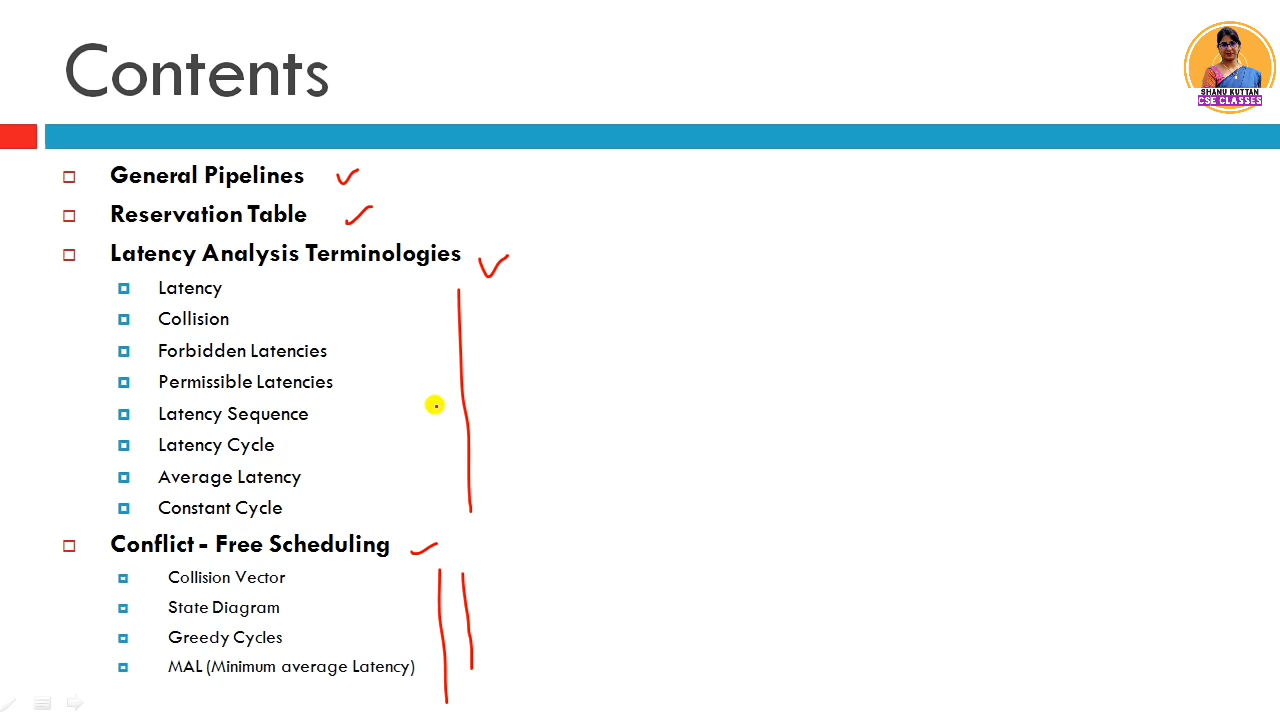 Contents
SHANU KUTTAN
CSE CLASSES
General Pipelines
Reservation Table
Latency Analysis Terminologies
Latency
Collision
Forbidden Latencies
Permissible Latencies
Latency Sequence
Latency Cycle
Average Latency
Constant Cycle
Conflict - Free Scheduling
Collision Vector
State Diagram
Greedy Cycles
MAL (Minimum average Latency)